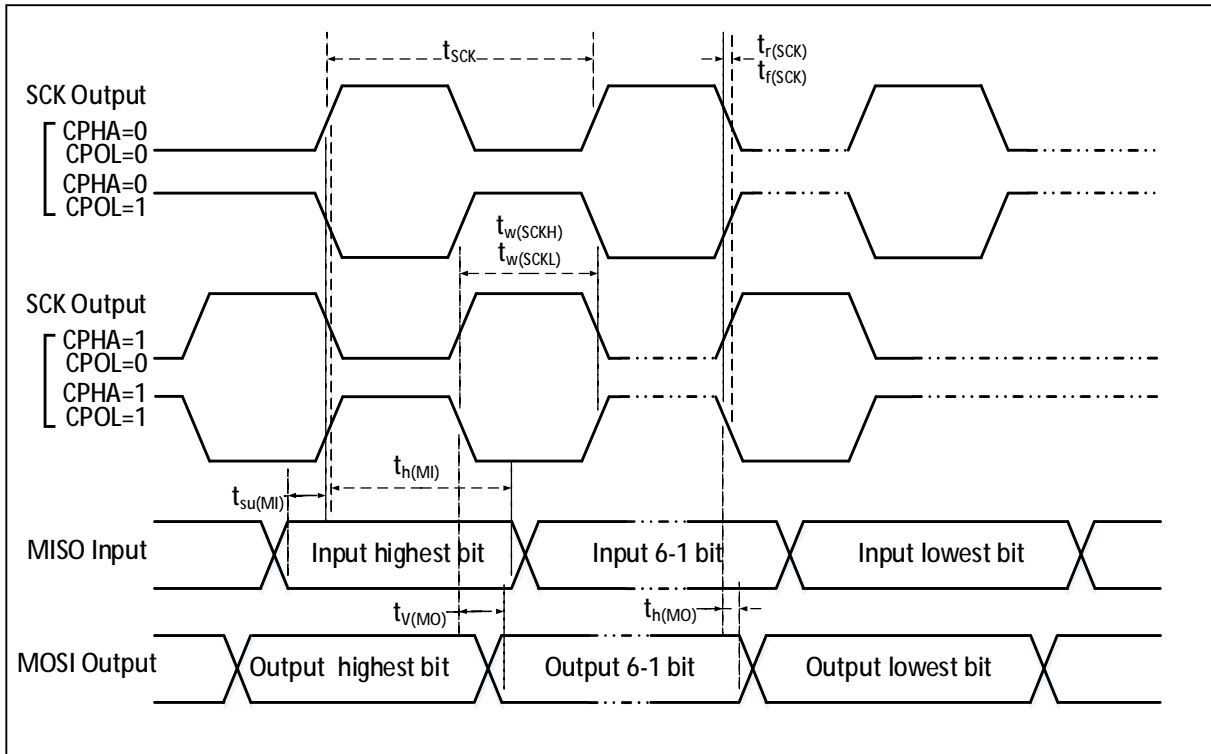 tSCK
tr(SCK)
tf(SCK)
SCK Output
CPHA=0
CPOL=0
CPHA=0
CPOL=1
tw(SCKH)
tw(SCKL)
SCK Output
CPHA=1
CPOL=0
CPHA=1
CPOL=1
th(MI)
tsu(MI)
MISO Input
Input highest bit
Input 6-1 bit
Input lowest bit
tV(MO)
th(MO)
MOSI Output
Output highest bit
Output 6-1 bit
Output lowest bit